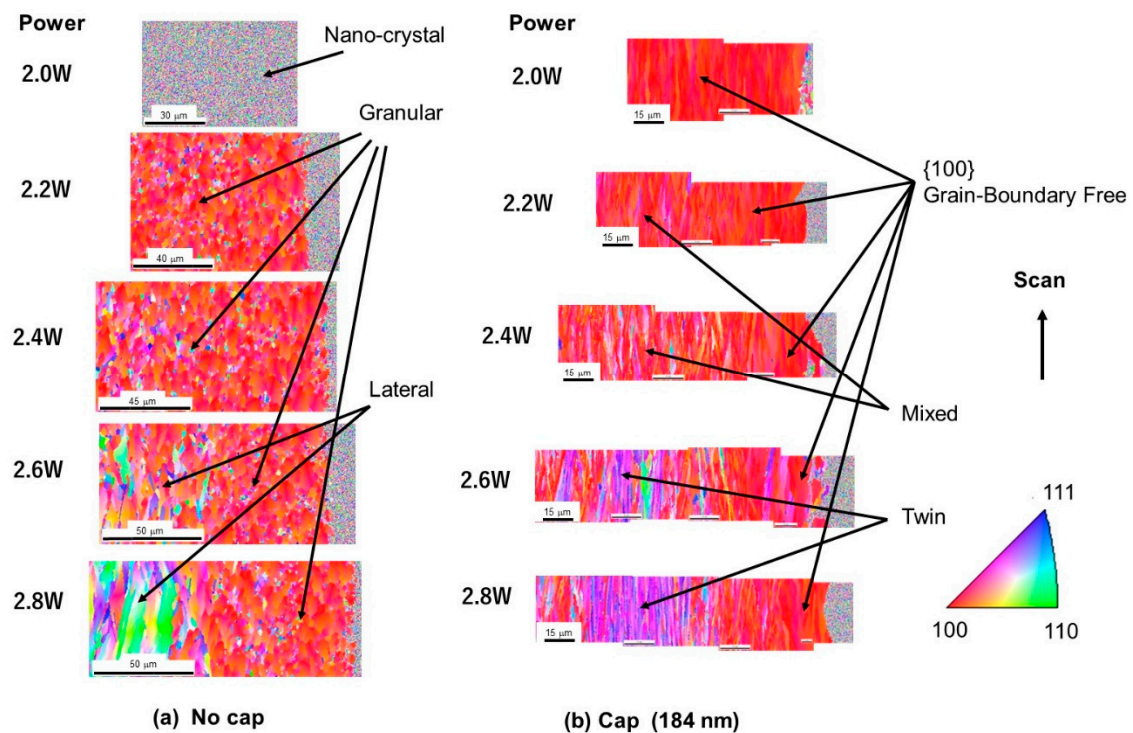 Power
Nano-crystal
2.0W
30 μm
Granular
2.2W
40 μm
2.4W
45 μm
Lateral
2.6W
50 μm
2.8W
50 μm
(a) No cap
Power
2.0W
15 μm
{100}
Grain-Boundary Free
2.2W
15 μm
Scan
2.4W
15 μm
Mixed
2.6W
15 μm
Twin
2.8W
15 μm
111
100
110
(b) Cap (184 nm)